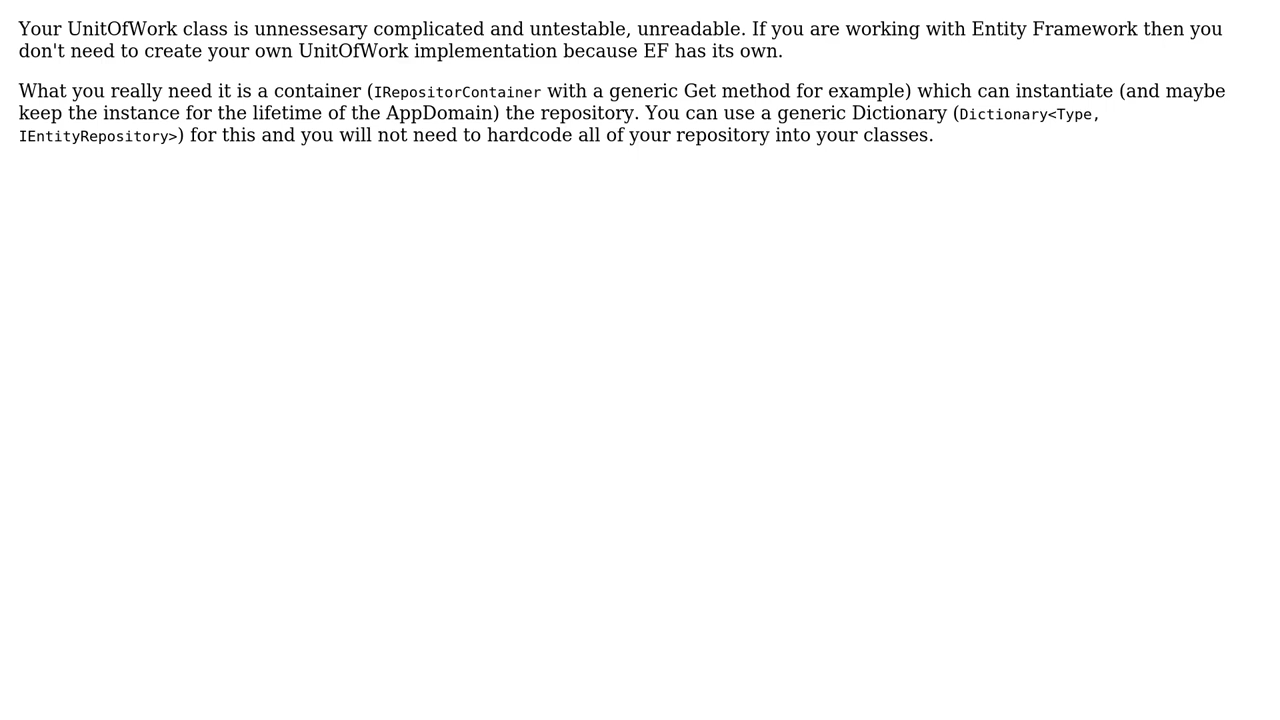 Your UnitOfWork class is unnessesary complicated and untestable, unreadable. If you are working with Entity Framework then you
don't need to create your own UnitOfWork implementation because EF has its own.
What you really need it is a container (IRepositorContainer with a generic Get method for example) which can instantiate (and maybe
keep the instance for the lifetime of the AppDomain) the repository. You can use a generic Dictionary (Dictionary<Type,
IEntityRepository>) for this and you will not need to hardcode all of your repository into your classes.